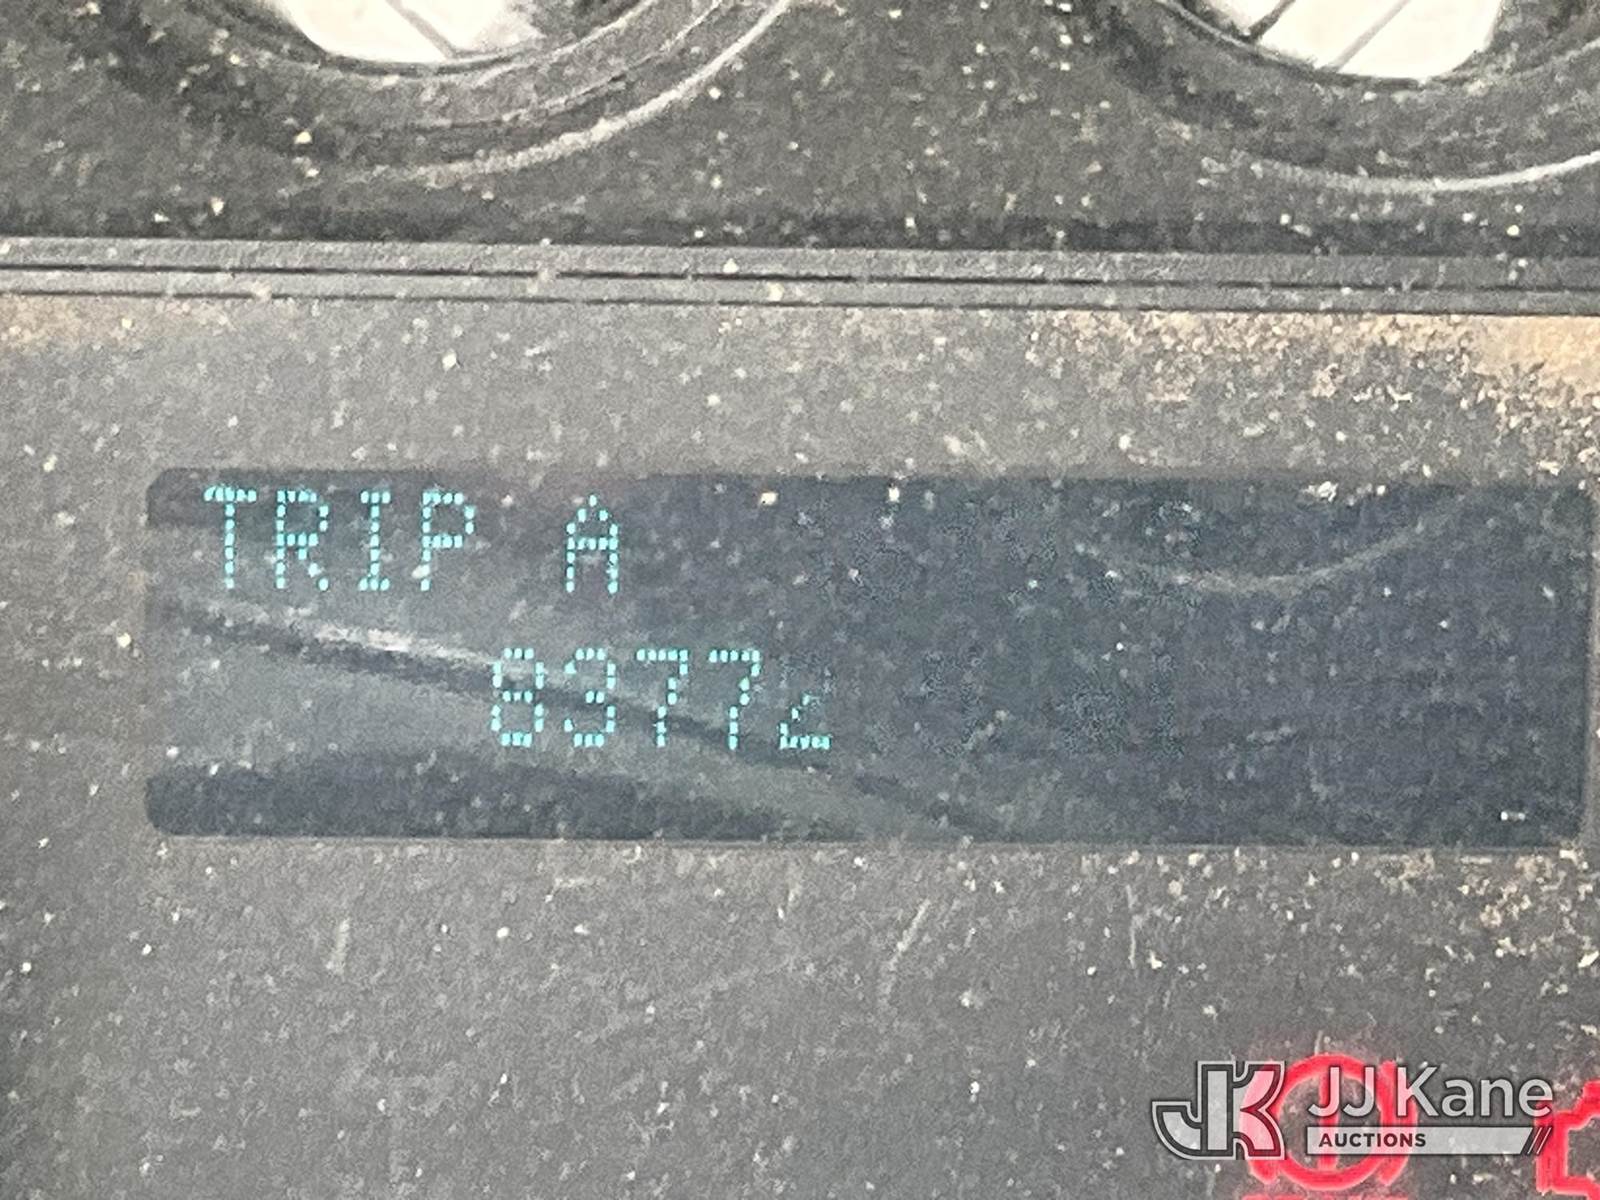 TRIP A
83772
JJ Kane
AUCTIONS